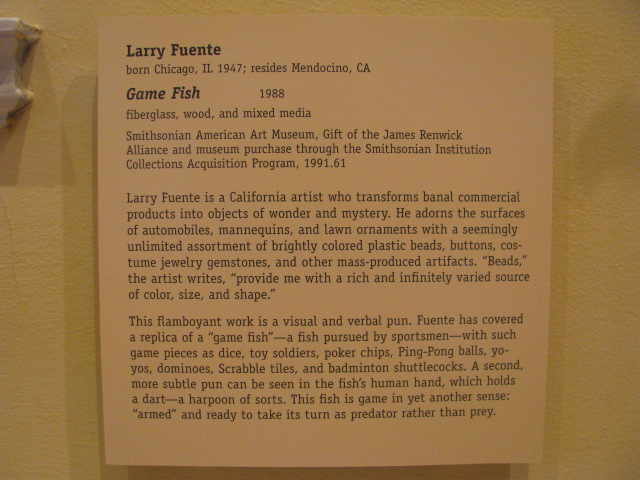 Larry Fuente
born Chicago, IL 1947; resides Mendocino, CA
Game Fish 1988
fiberglass, wood, and mixed media
Smithsonian American Art Museum, Gift of the James Renwick
Alliance and museum purchase through the Smithsonian Institution
Collections Acquisition Program, 1991.61
Larry Fuente is a California artist who transforms banal commercial
products into objects of wonder and mystery. He adorns the surfaces
of automobiles, mannequins, and lawn ornaments with a seemingly
unlimited assortment of brightly colored plastic beads, buttons, cos-
tume jewelry gemstones, and other mass-produced artifacts. “Beads,”
the artist writes, “provide me with a rich and infinitely varied source
of color, size, and shape.”
This flamboyant work is a visual and verbal pun. Fuente has covered
a replica of a “game fish”—a fish pursued by sportsmen—with such
game pieces as dice, toy soldiers, poker chips, Ping-Pong balls, yo-
yos, dominoes, Scrabble tiles, and badminton shuttlecocks. A second,
more subtle pun can be seen in the fish’s human hand, which holds
a dart—a harpoon of sorts. This fish is game in yet another sense:
“armed” and ready to take its turn as predator rather than prey.